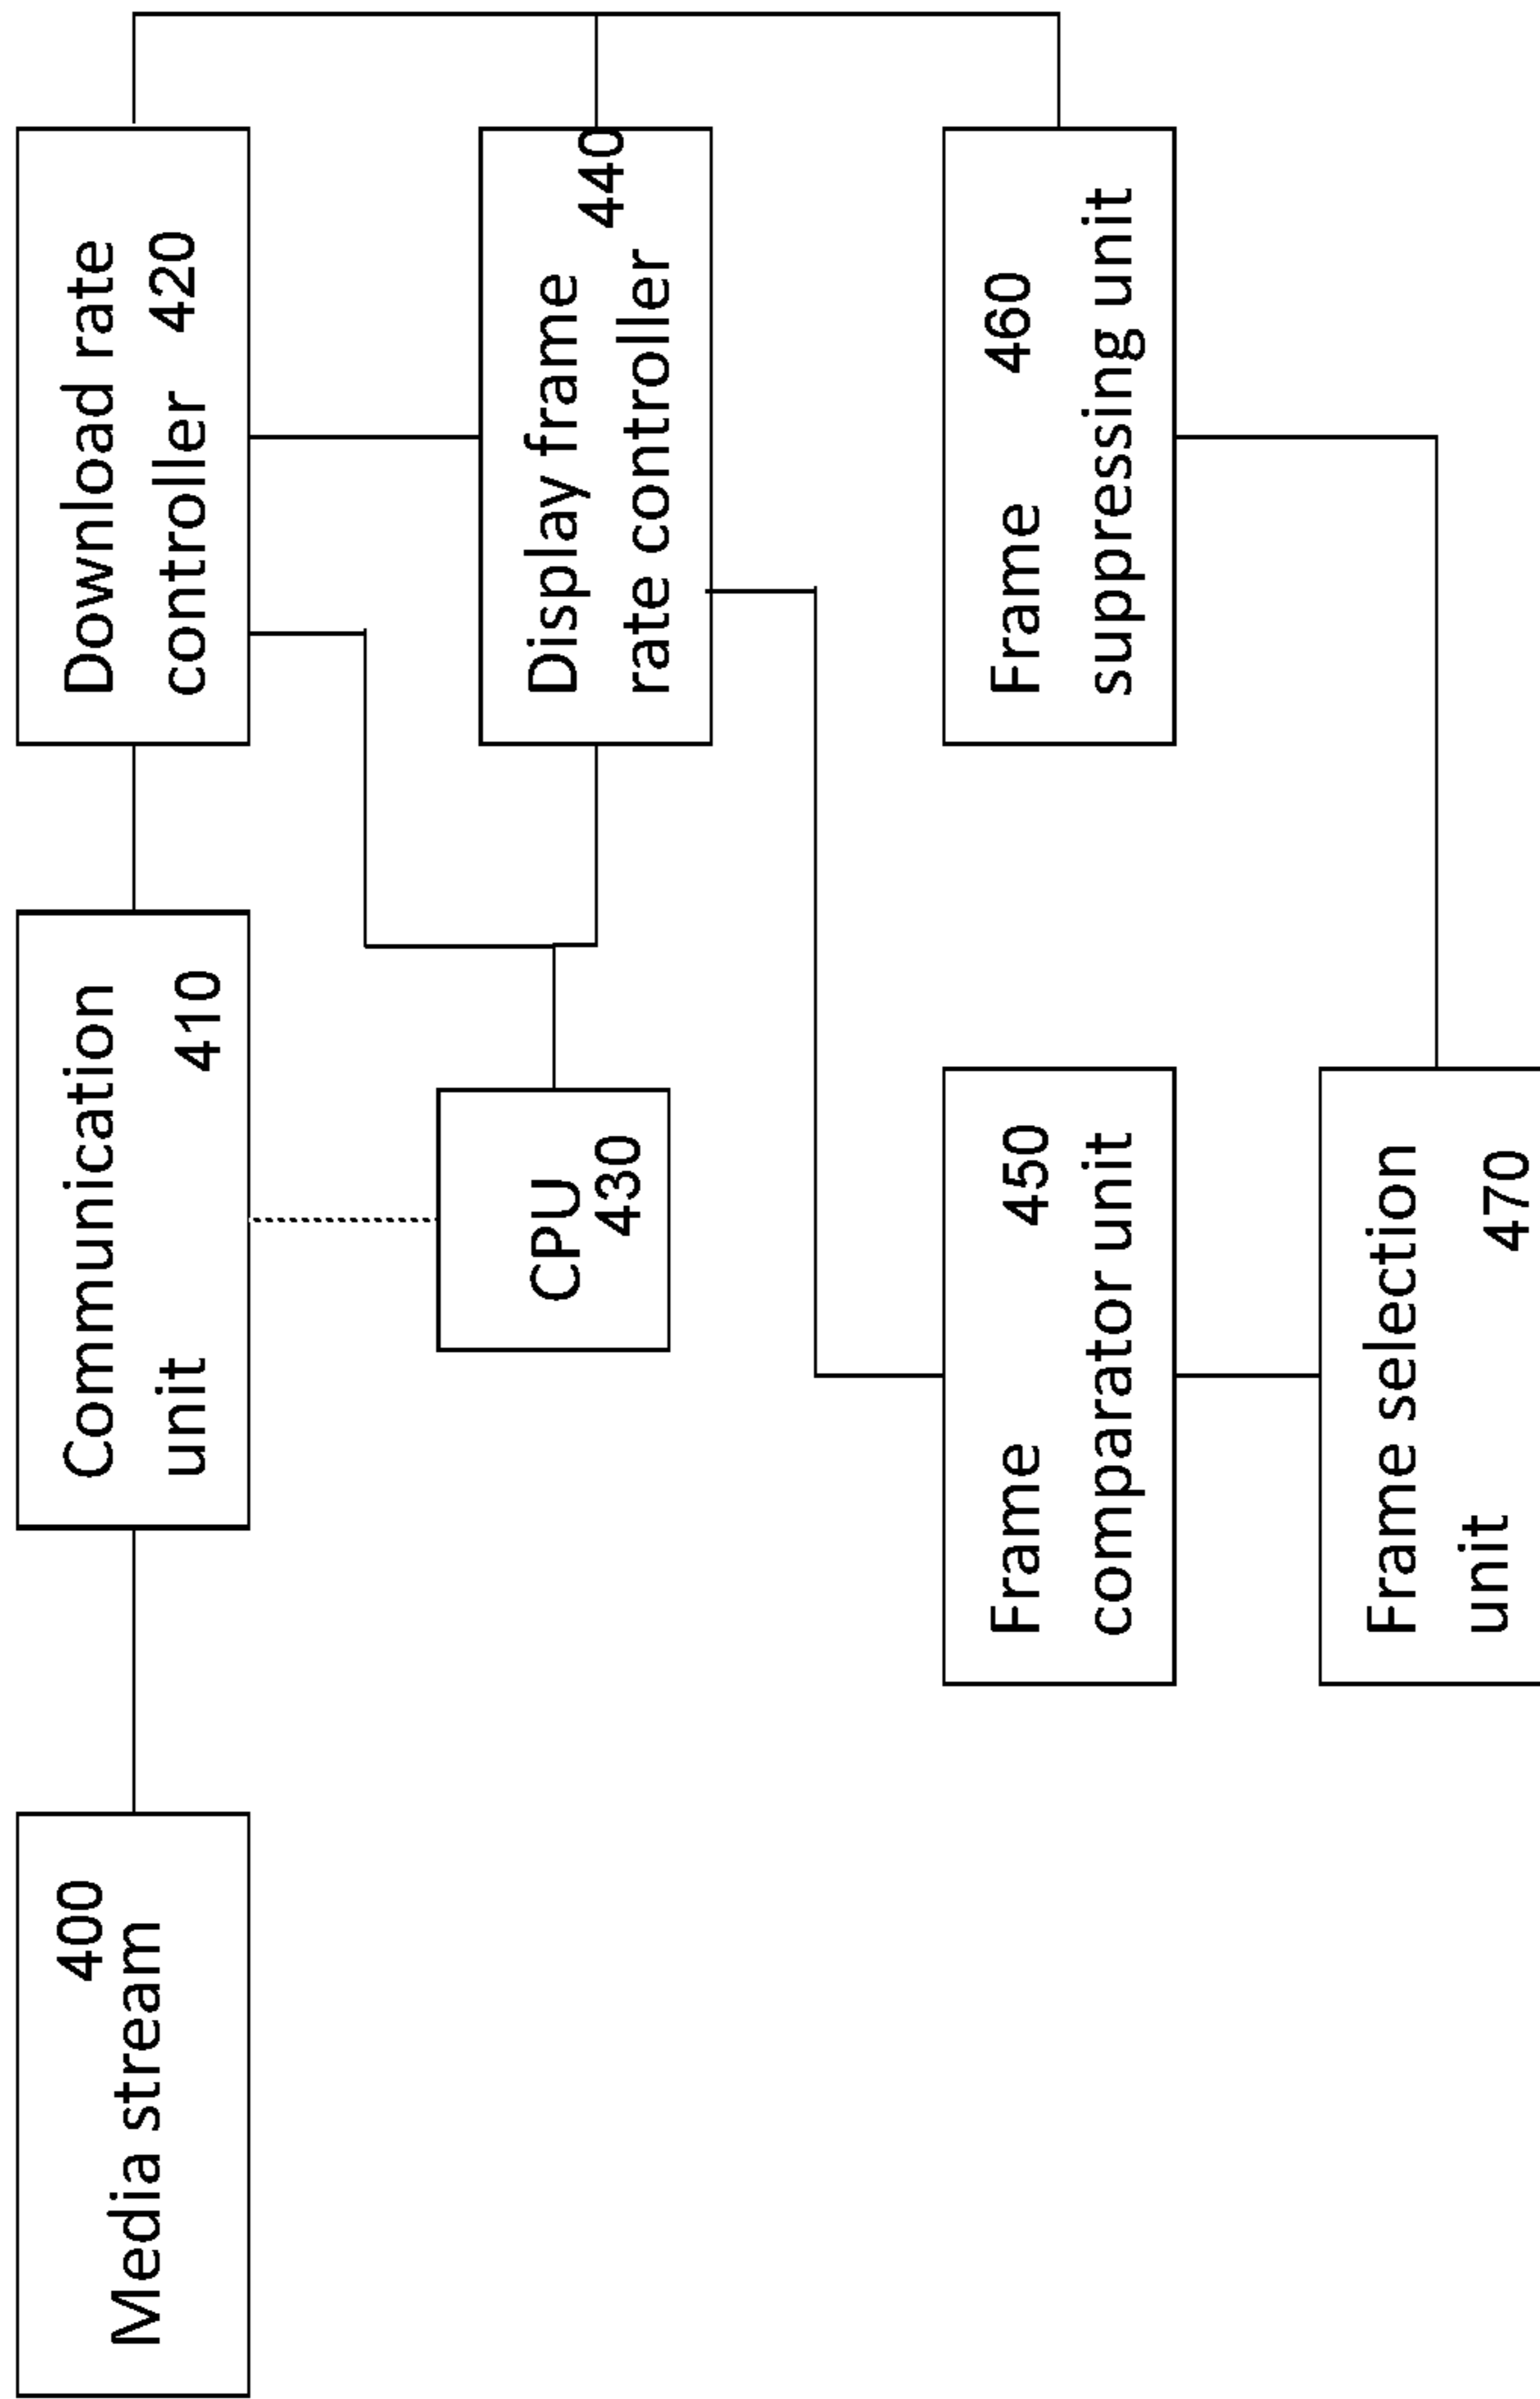 400
Media stream
Communication
unit 410
Download rate
controller 420
CPU
430
Display frame
440
rate controller
Frame 450
comparator unit
Frame 460
suppressing unit
Frame selection
unit 470